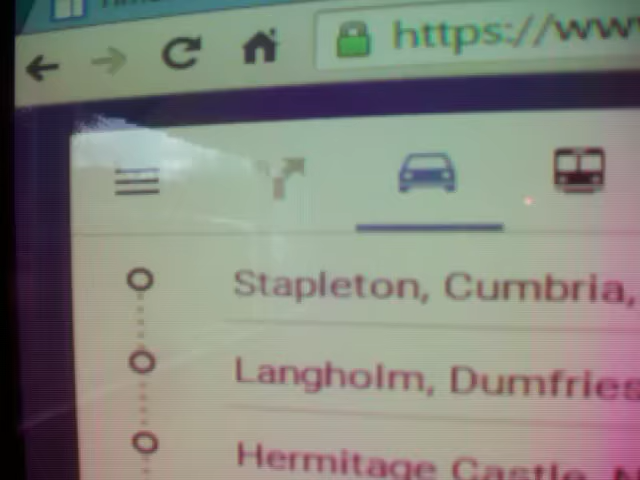 https://www
Stapleton, Cumbria,
Langholm, Dumfries
Hermitage Castle,